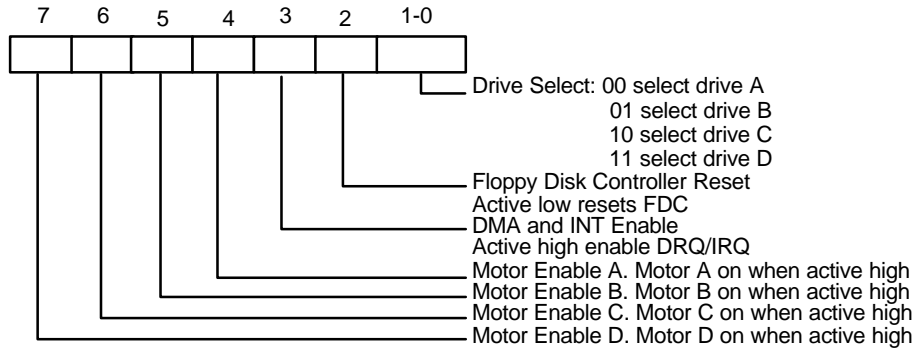 7 6 5 4 3 2 1-0
Drive Select: 00 select drive A
01 select drive B
10 select drive C
11 select drive D
Floppy Disk Controller Reset
Active low resets FDC
DMA and INT Enable
Active high enable DRQ/IRQ
Motor Enable A. Motor A on when active high
Motor Enable B. Motor B on when active high
Motor Enable C. Motor C on when active high
Motor Enable D. Motor D on when active high